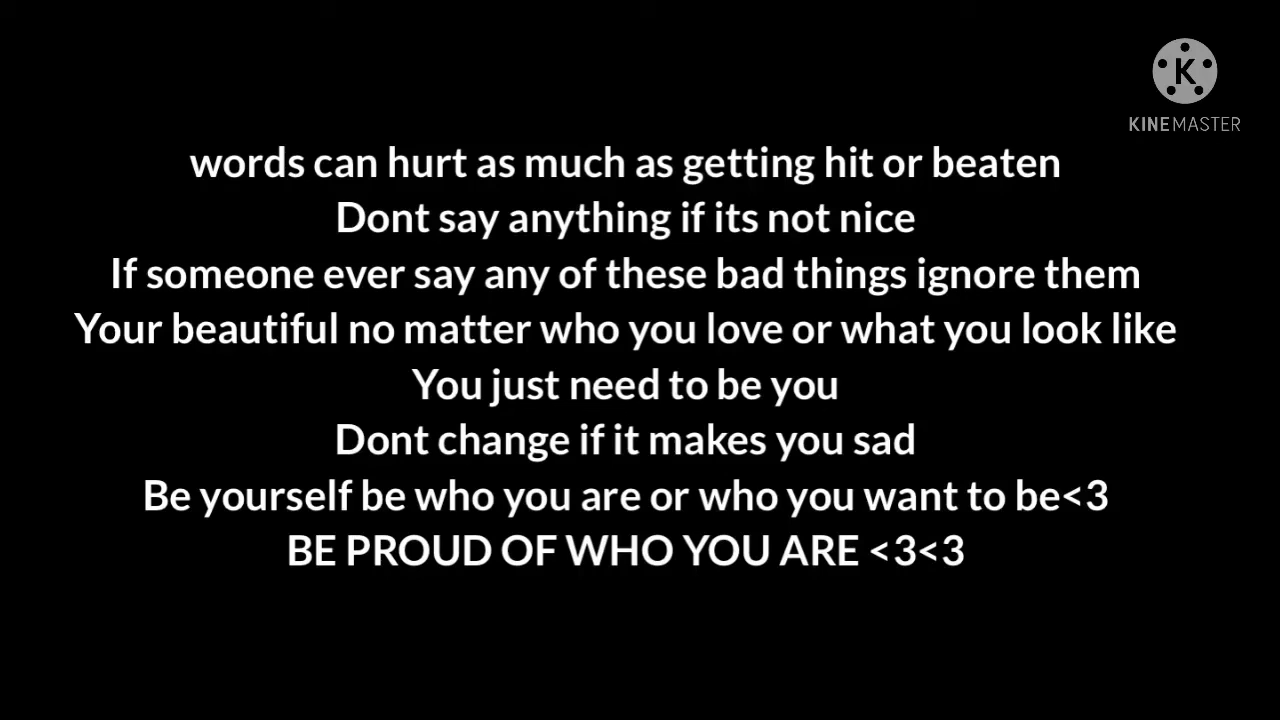 K
KINEMASTER
words can hurt as much as getting hit or beaten
Dont say anything if its not nice
If someone ever say any of these bad things ignore them
Your beautiful no matter who you love or what you look like
You just need to be you
Dont change if it makes you sad
Be yourself be who you are or who you want to be<3
BE PROUD OF WHO YOU ARE <3<3